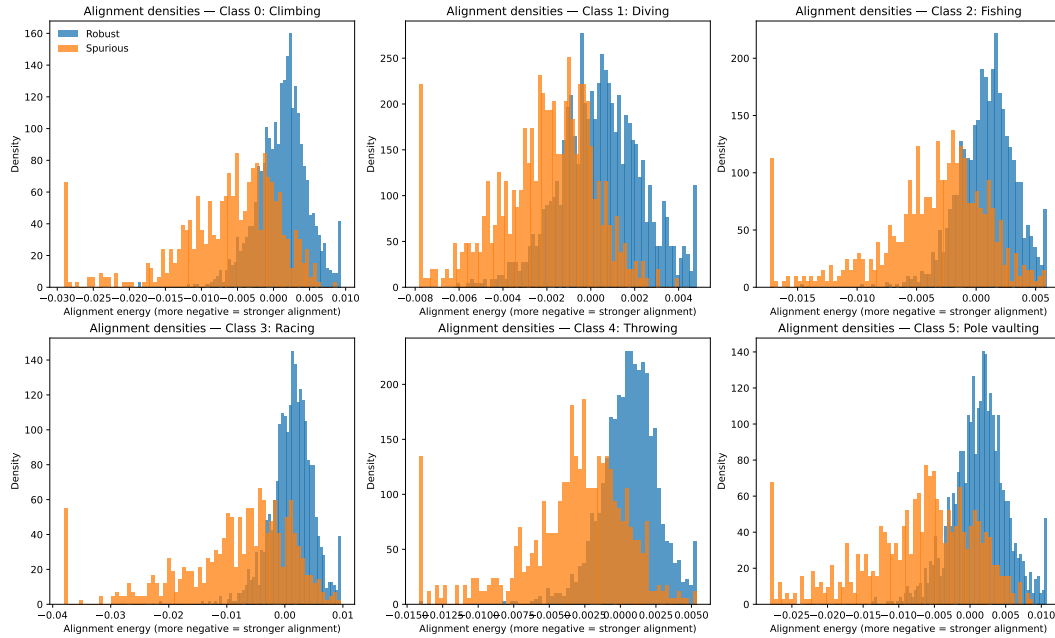 Alignment densities — Class 0: Climbing
Alignment densities — Class 1: Diving
Alignment densities — Class 2: Fishing
Robust
Spurious
Density
160
140
120
100
80
60
40
20
0
−0.030 −0.025 −0.020 −0.015 −0.010 −0.005 0.000 0.005 0.010
Alignment energy (more negative = stronger alignment)
Density
250
200
150
100
50
0
−0.008 −0.006 −0.004 −0.002 0.000 0.002 0.004
Alignment energy (more negative = stronger alignment)
Density
200
150
100
50
0
−0.015 −0.010 −0.005 0.000 0.005
Alignment energy (more negative = stronger alignment)
Alignment densities — Class 3: Racing
Alignment densities — Class 4: Throwing
Alignment densities — Class 5: Pole vaulting
Density
140
120
100
80
60
40
20
0
−0.04 −0.03 −0.02 −0.01 0.00 0.01
Alignment energy (more negative = stronger alignment)
Density
200
150
100
50
0
−0.0150 −0.0125 −0.0100 −0.0075 −0.0050 −0.0025 0.0000 0.0025 0.0050
Alignment energy (more negative = stronger alignment)
Density
140
120
100
80
60
40
20
0
−0.025 −0.020 −0.015 −0.010 −0.005 0.000 0.005 0.010
Alignment energy (more negative = stronger alignment)